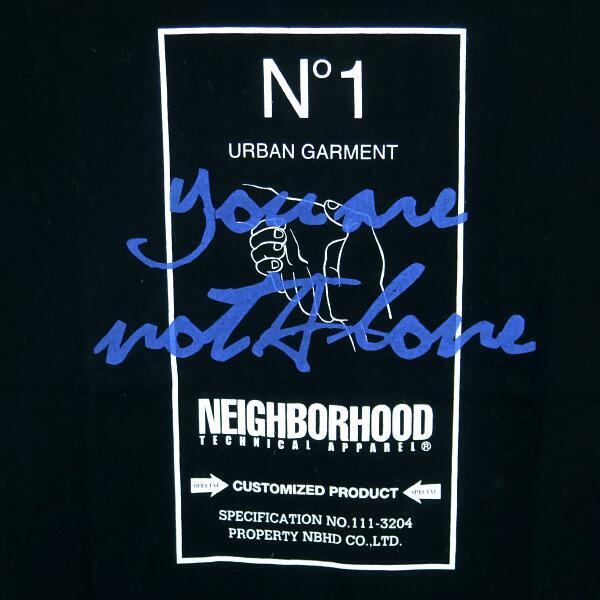 N°1
URBAN GARMENT
you are
not Alone
NEIGHBORHOOD
TECHNICAL APPAREL®
SPECIAL CUSTOMIZED PRODUCT SPECIAL
SPECIFICATION NO.111-3204
PROPERTY NBHD CO.,LTD.